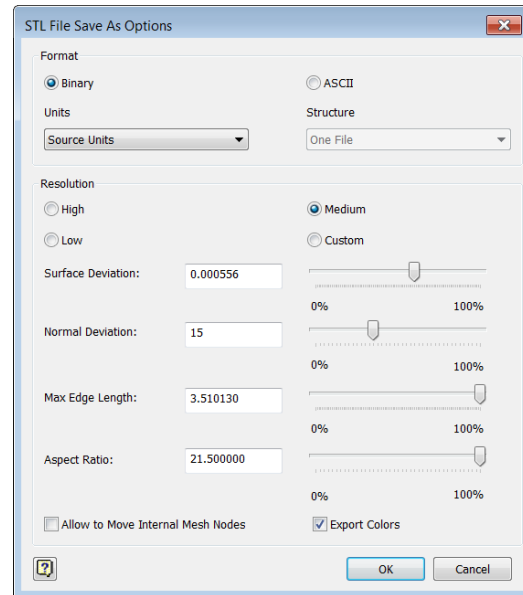 STL File Save As Options
Format
Binary ASCII
Units Structure
Source Units One File
Resolution
High Medium
Low Custom
Surface Deviation: 0.000556
0% 100%
Normal Deviation: 15
0% 100%
Max Edge Length: 3.510130
0% 100%
Aspect Ratio: 21.500000
0% 100%
Allow to Move Internal Mesh Nodes Export Colors
? OK Cancel